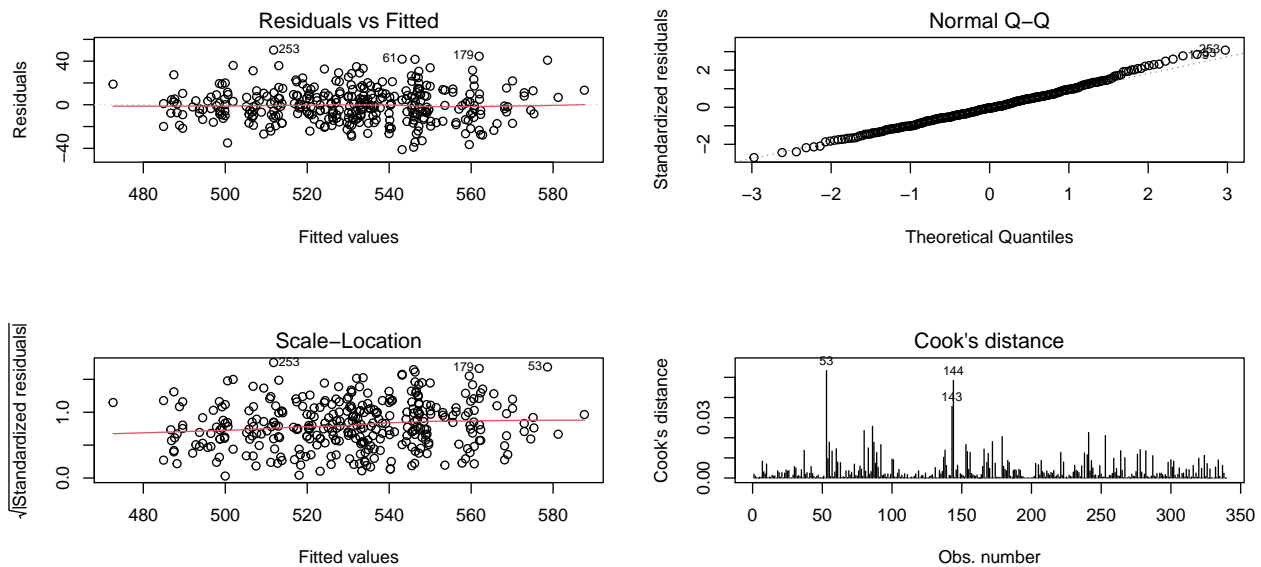 Residuals vs Fitted
Residuals
40
0
−40
253
61
179
480 500 520 540 560 580
Fitted values
Normal Q−Q
Standardized residuals
2
0
−2
253
−3 −2 −1 0 1 2 3
Theoretical Quantiles
Scale−Location
√|Standardized residuals|
1.0
0.0
253
179
53
480 500 520 540 560 580
Fitted values
Cook's distance
Cook's distance
0.03
0.00
53
144
143
0 50 100 150 200 250 300 350
Obs. number